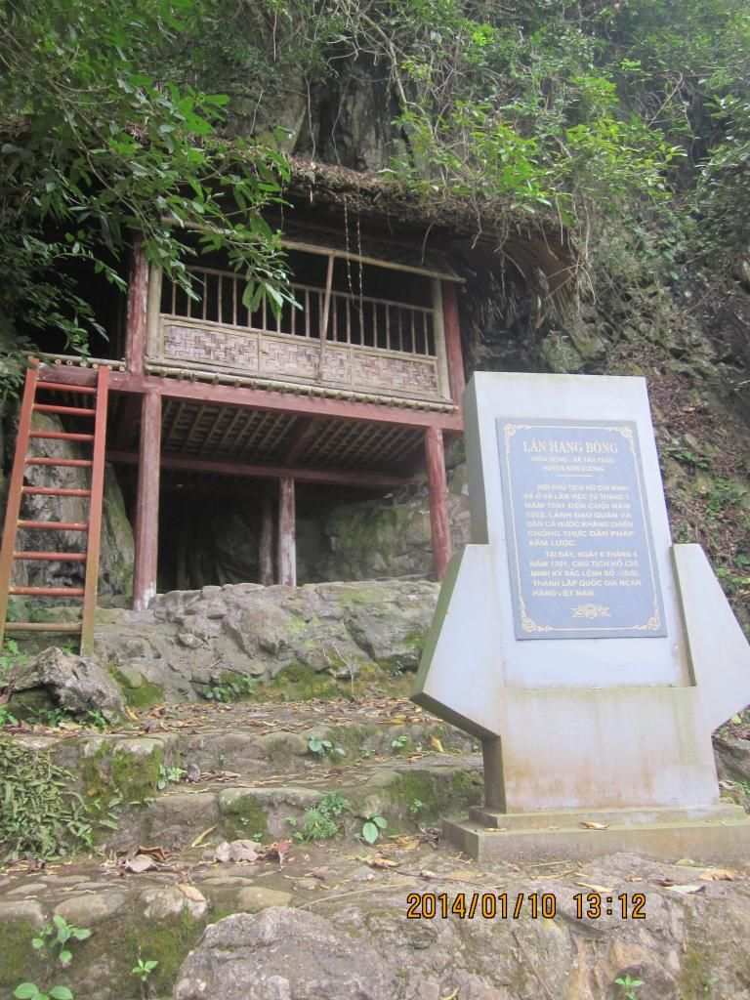 LÁN HANG BÒNG
THÔN BÒNG - XÃ TÂN TRÀO
HUYỆN SƠN DƯƠNG
NƠI CHỦ TỊCH HỒ CHÍ MINH
ĐÃ Ở VÀ LÀM VIỆC TỪ THÁNG
NĂM 1951 ĐẾN CUỐI NĂM
1952, LÃNH ĐẠO QUÂN VÀ
DÂN CẢ NƯỚC KHÁNG CHIẾN
CHỐNG THỰC DÂN PHÁP
XÂM LƯỢC.
TẠI ĐÂY, NGÀY 6 THÁNG 5
NĂM 1951, CHỦ TỊCH HỒ CHÍ
MINH KÝ SẮC LỆNH SỐ 15/SL
THÀNH LẬP QUỐC GIA NGÂN
HÀNG VIỆT NAM.
2014/01/10 13:12